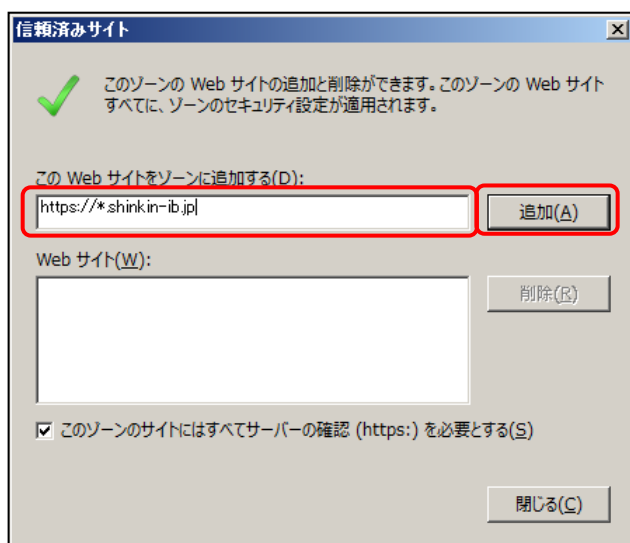 信頼済みサイト
このゾーンの Web サイトの追加と削除ができます。このゾーンの Web サイト
すべてに、ゾーンのセキュリティ設定が適用されます。
この Web サイトをゾーンに追加する(D):
https://*.shinkin-ib.jp
追加(A)
Web サイト(W):
削除(R)
このゾーンのサイトにはすべてサーバーの確認 (https:) を必要とする(S)
閉じる(C)